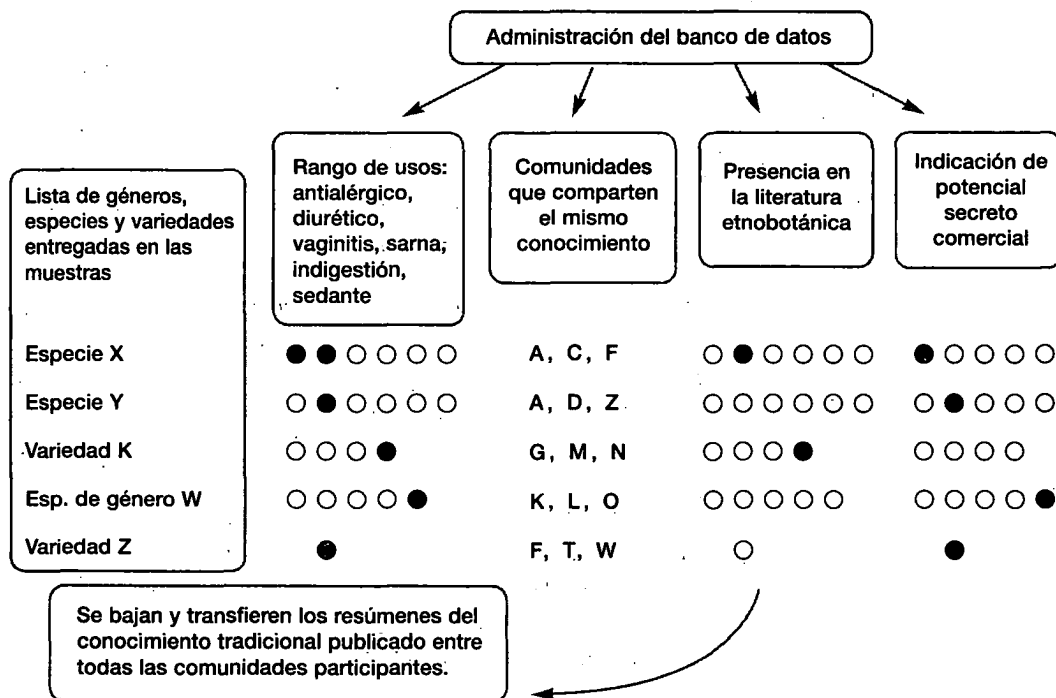 Administración del banco de datos
Lista de géneros,
especies y variedades
entregadas en las
muestras
Rango de usos:
antialérgico,
diurético,
vaginitis, sarna,
indigestión,
sedante
Comunidades
que comparten
el mismo
conocimiento
Presencia en
la literatura
etnobotánica
Indicación de
potencial
secreto
comercial
Especie X
A, C, F
Especie Y
A, D, Z
Variedad K
G, M, N
Esp. de género W
K, L, O
Variedad Z
F, T, W
Se bajan y transfieren los resúmenes del
conocimiento tradicional publicado entre
todas las comunidades participantes.